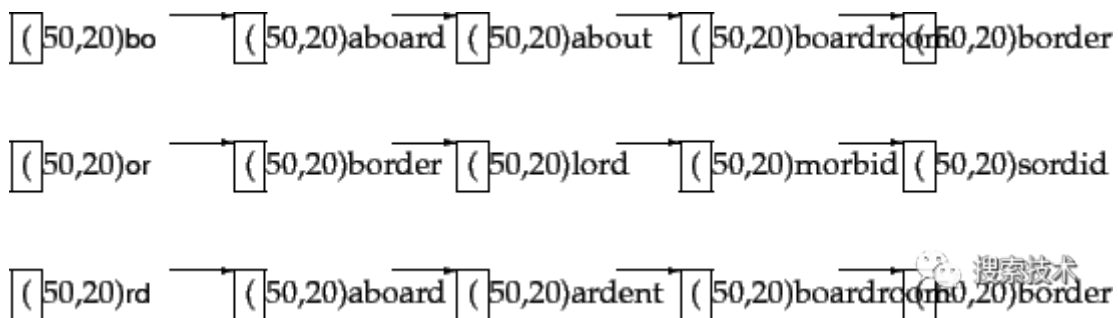 (50,20)bo (50,20)aboard (50,20)about (50,20)boardroom (50,20)border
(50,20)or (50,20)border (50,20)lord (50,20)morbid (50,20)sordid
(50,20)rd (50,20)aboard (50,20)ardent (50,20)boardroom (50,20)border
搜索技术